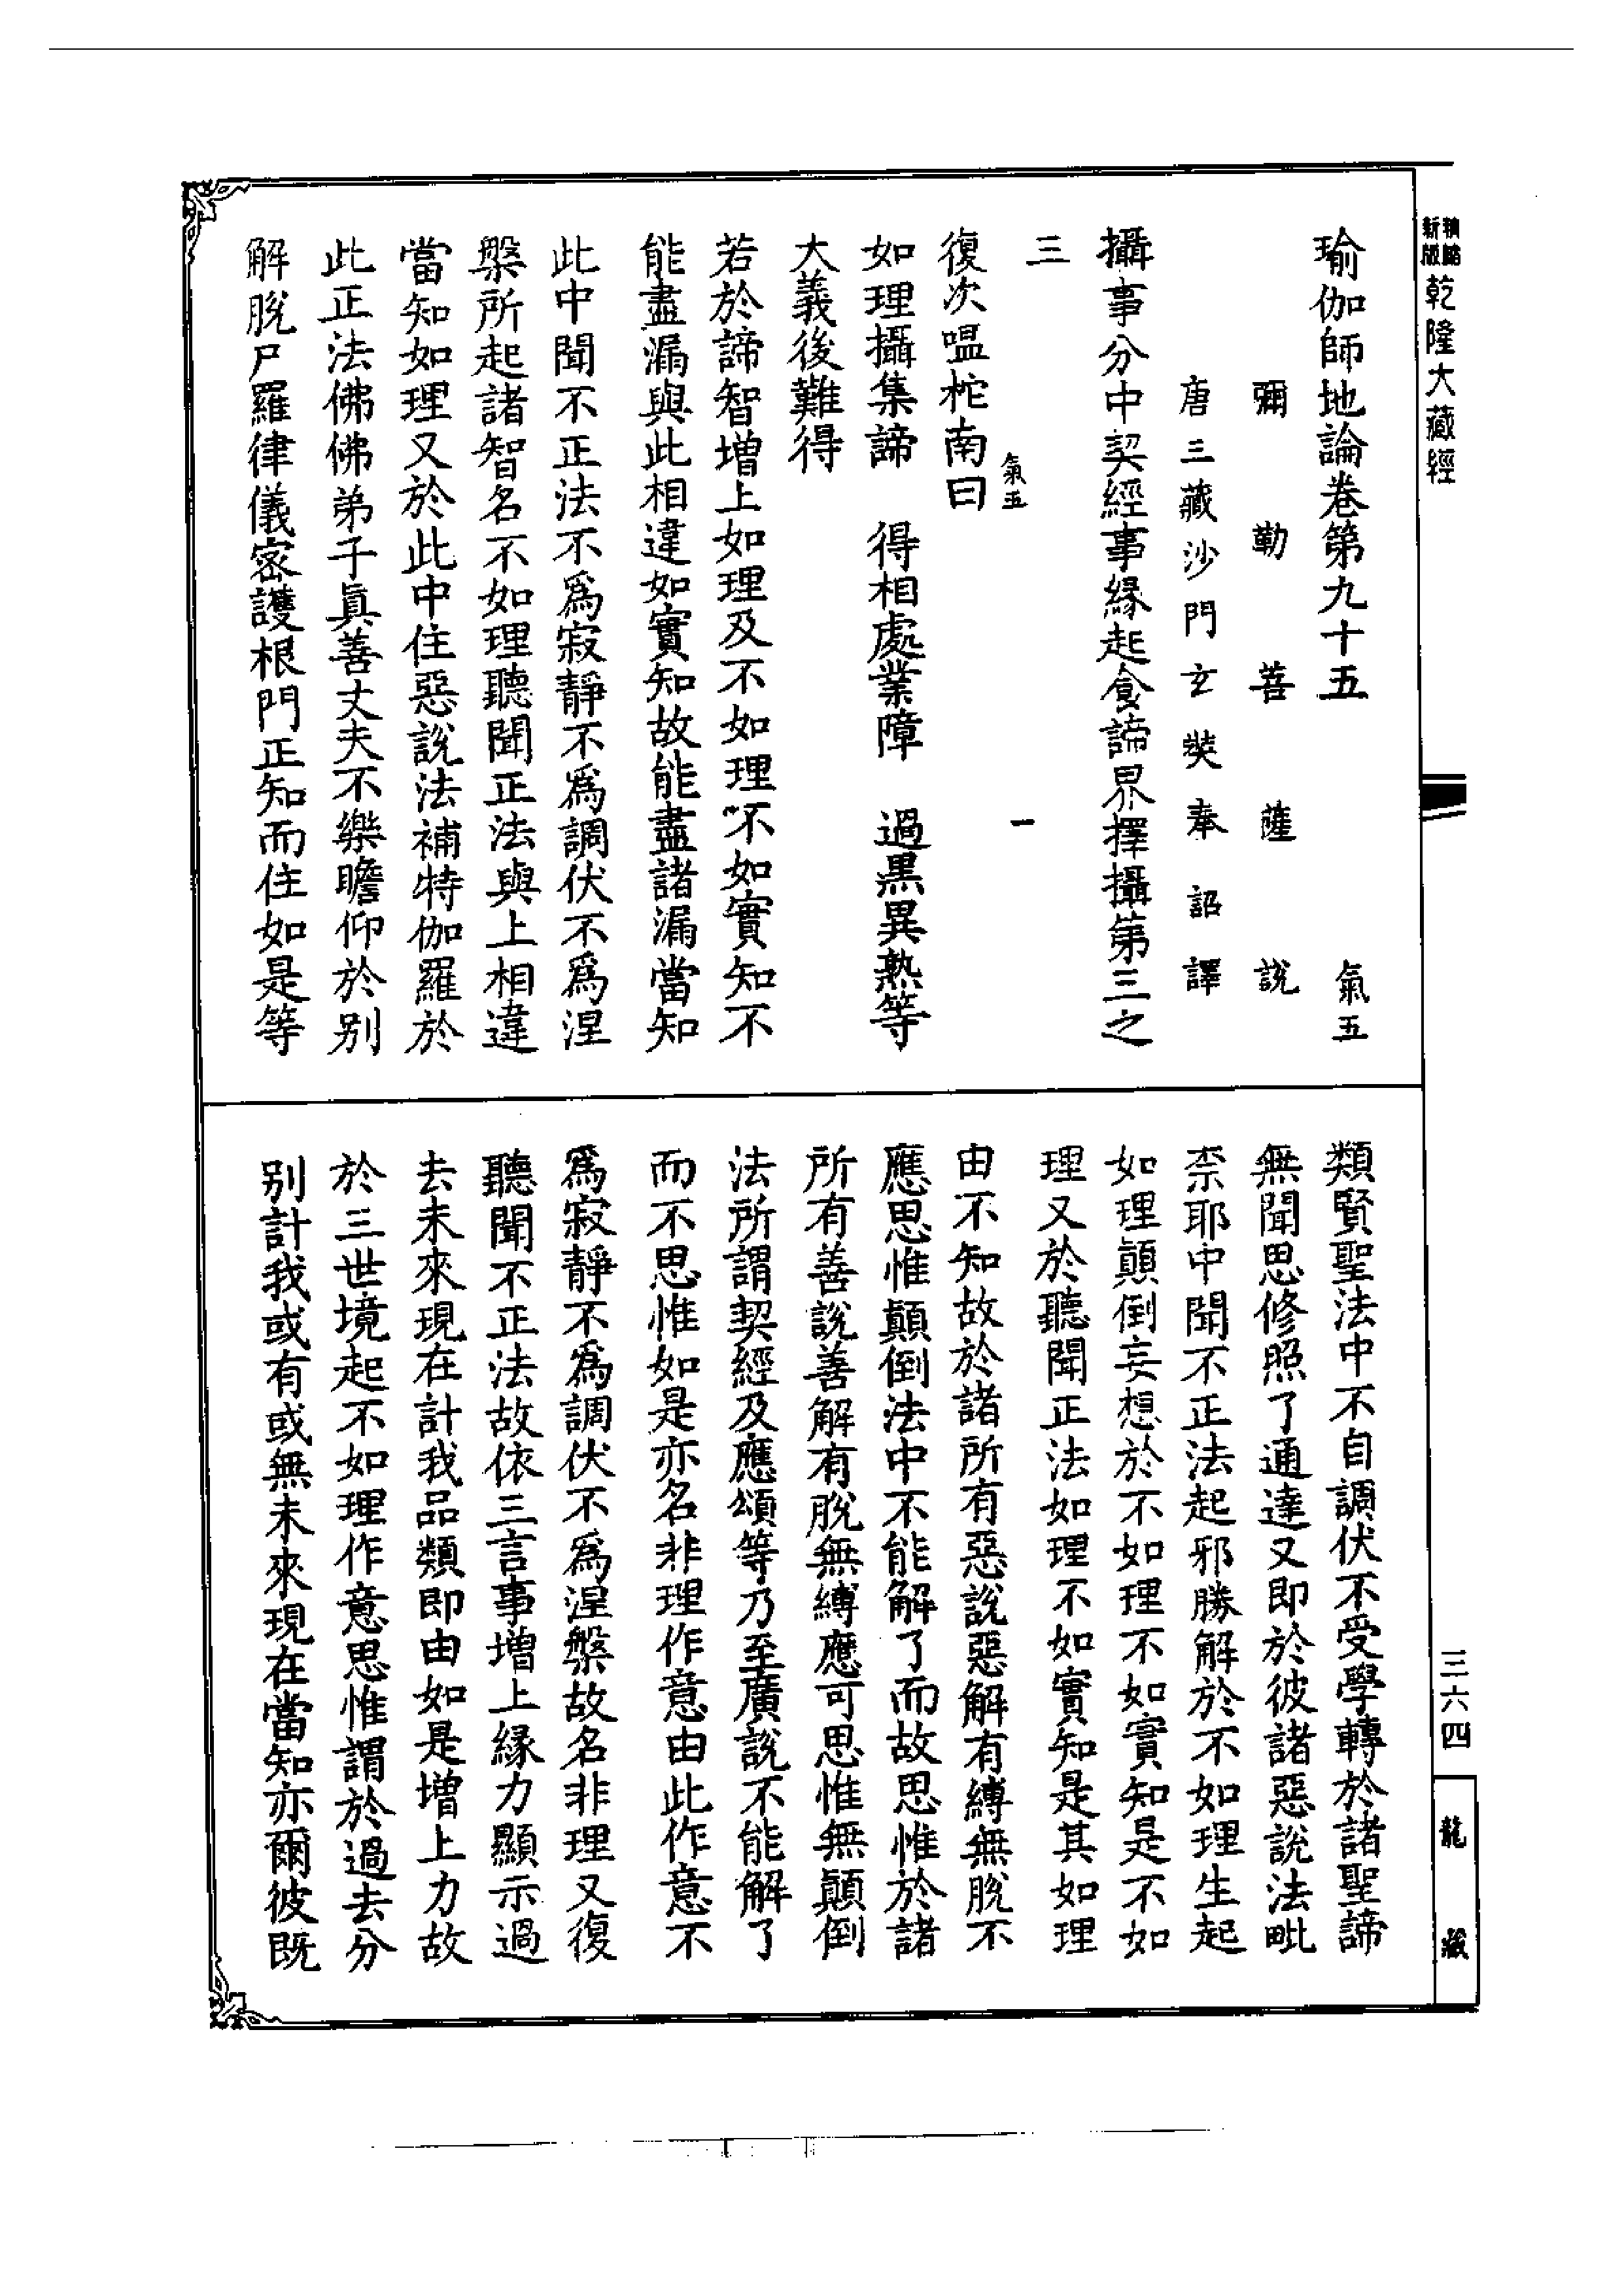 新版
乾隆大藏經
瑜伽師地論卷第九十五 氣五
彌勒菩薩說
唐三藏沙門玄奘奉詔譯
攝事分中契經事緣起食諦界擇攝第三之
三
氣五 一
復次嗢柁南曰
如理攝集諦 得相處業障 過黑異熟等
大義後難得
若於諦智增上如理及不如理不如實知不
能盡漏與此相違如實知故能盡諸漏當知
此中聞不正法不爲寂靜不爲調伏不爲涅
槃所起諸智名不如理聽聞正法與上相違
當知如理又於此中住惡說法補特伽羅於
此正法佛佛弟子眞善丈夫不樂瞻仰於別
解脫尸羅律儀密護根門正知而住如是等
類賢聖法中不自調伏不受學轉於諸聖諦
無聞思修照了通達又即於彼諸惡說法毗
柰耶中聞不正法起邪勝解於不如理生起
如理顚倒妄想於不如理不如實知是不如
理又於聽聞正法如理不如實知是其如理
由不知故於諸所有惡說惡解有縛無脫不
應思惟顚倒法中不能解了而故思惟於諸
所有善說善解有脫無縛應可思惟無顚倒
法所謂契經及應頌等乃至廣說不能解了
而不思惟如是亦名非理作意由此作意不
爲寂靜不爲調伏不爲涅槃故名非理又復
聽聞不正法故依三言事增上緣力顯示過
去未來現在計我品類即由如是增上力故
於三世境起不如理作意思惟謂於過去分
別計我或有或無未來現在當知亦爾彼既
三六四
龍藏